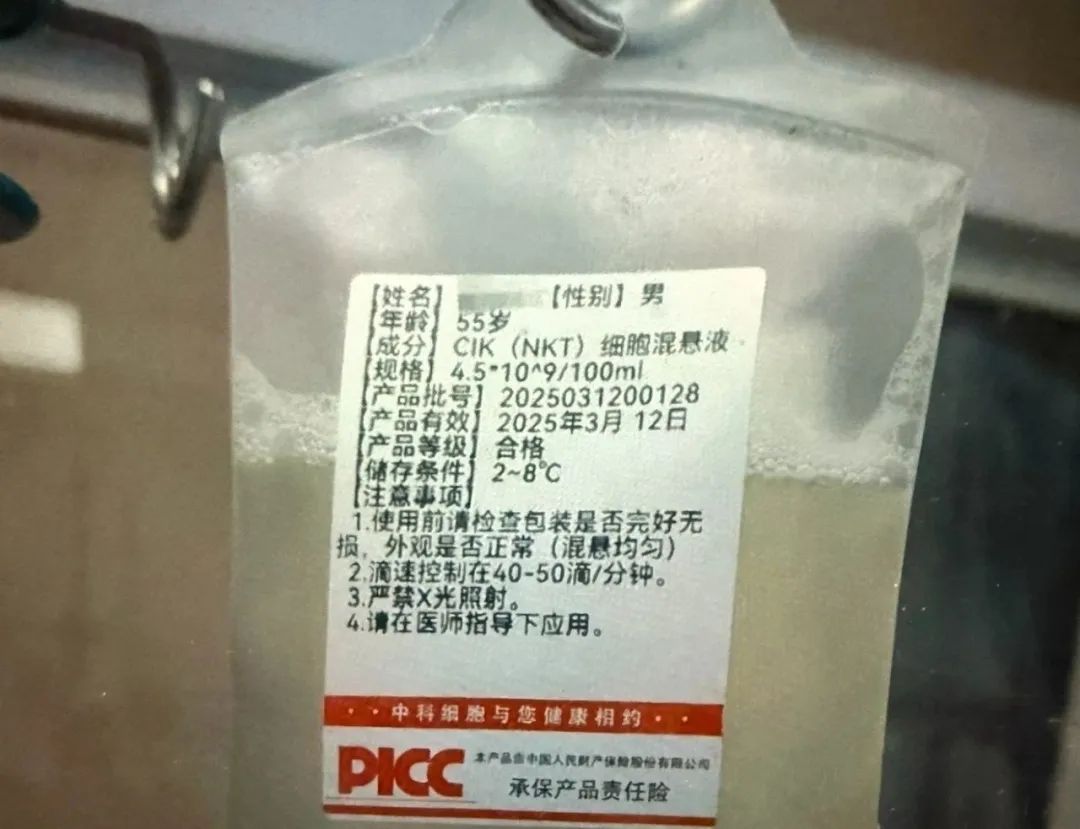 【姓名】 【性别】 男
【年龄】 55岁
【成分】 CIK（NKT）细胞混悬液
【规格】 4.5*10^9/100ml
【产品批号】 2025031200128
【产品有效】 2025年3月 12日
【产品等级】 合格
【储存条件】 2~8℃
【注意事项】
1.使用前请检查包装是否完好无
损，外观是否正常（混悬均匀）
2.滴速控制在40-50滴/分钟。
3.严禁X光照射。
4.请在医师指导下应用。
··中科细胞与您健康相约··
PICC 本产品由中国人民财产保险股份有限公司
承保产品责任险